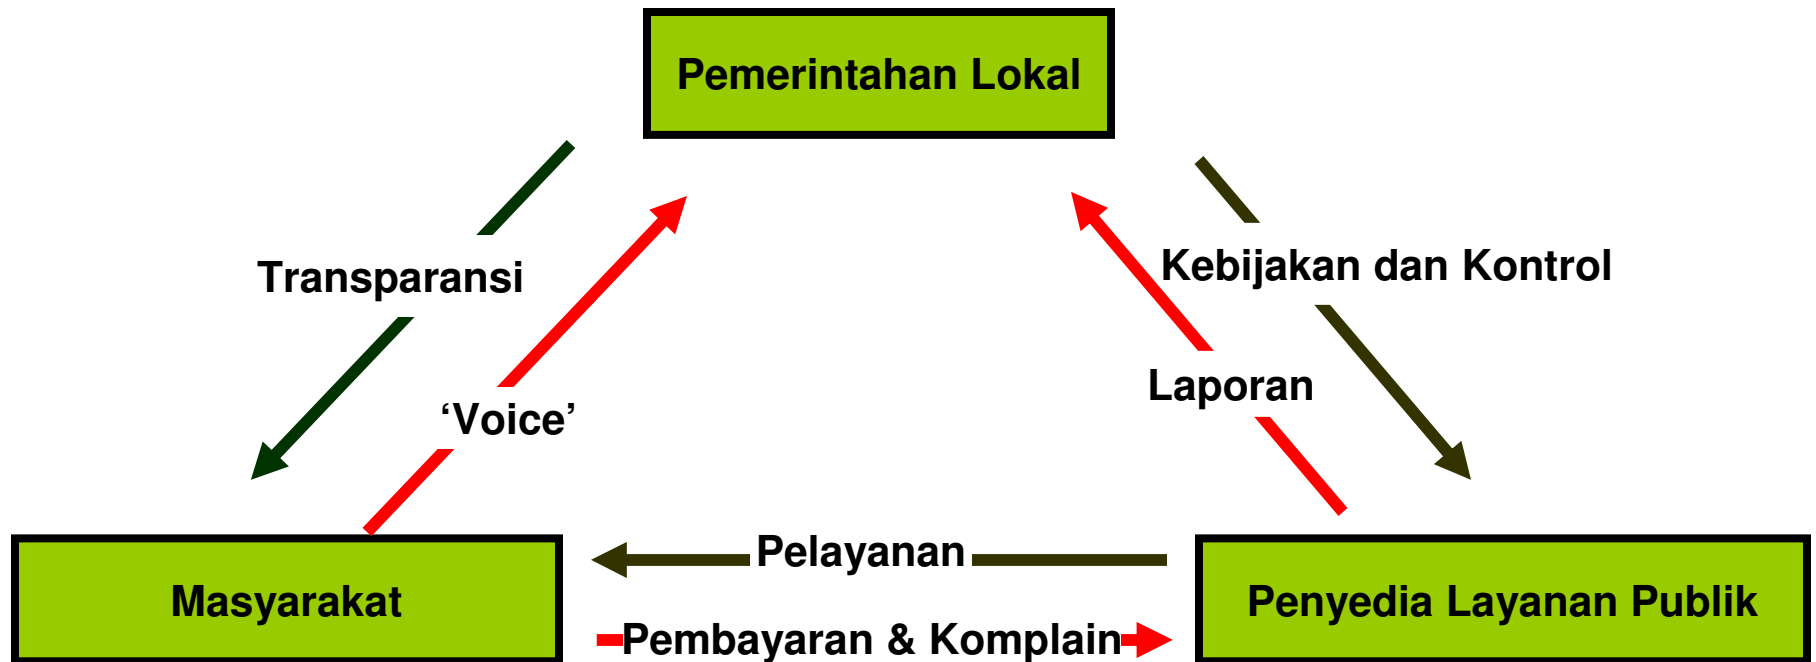 Pemerintahan Lokal
Transparansi
Kebijakan dan Kontrol
‘Voice’
Laporan
Pelayanan
Masyarakat
Penyedia Layanan Publik
Pembayaran & Komplain